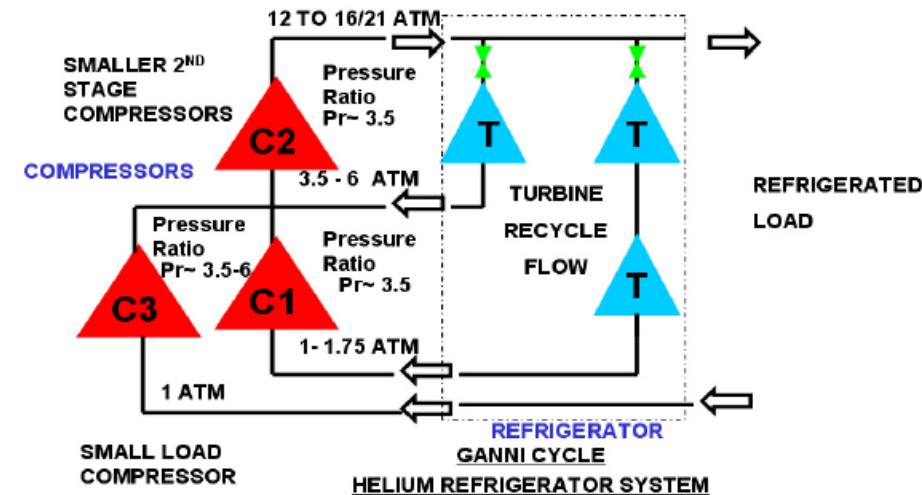 12 TO 16/21 ATM
SMALLER 2ND
STAGE
COMPRESSORS
Pressure
Ratio
Pr~ 3.5
C2
T
T
COMPRESSORS
3.5 - 6 ATM
TURBINE
RECYCLE
FLOW
REFRIGERATED
LOAD
Pressure
Ratio
Pr~ 3.5-6
Pressure
Ratio
Pr~ 3.5
C3
C1
T
1- 1.75 ATM
1 ATM
SMALL LOAD
COMPRESSOR
REFRIGERATOR
GANNI CYCLE
HELIUM REFRIGERATOR SYSTEM